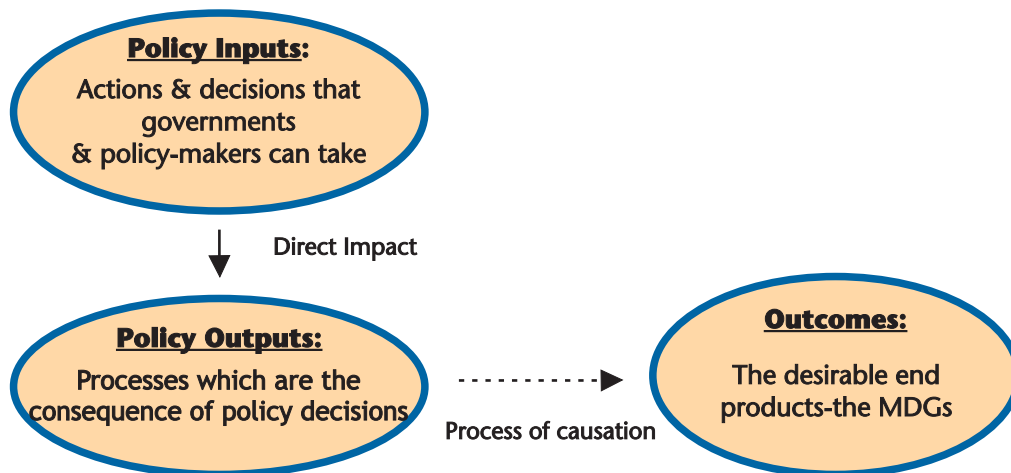 Policy Inputs:
Actions & decisions that
governments
& policy-makers can take
Direct Impact
Policy Outputs:
Processes which are the
consequence of policy decisions
Process of causation
Outcomes:
The desirable end
products-the MDGs